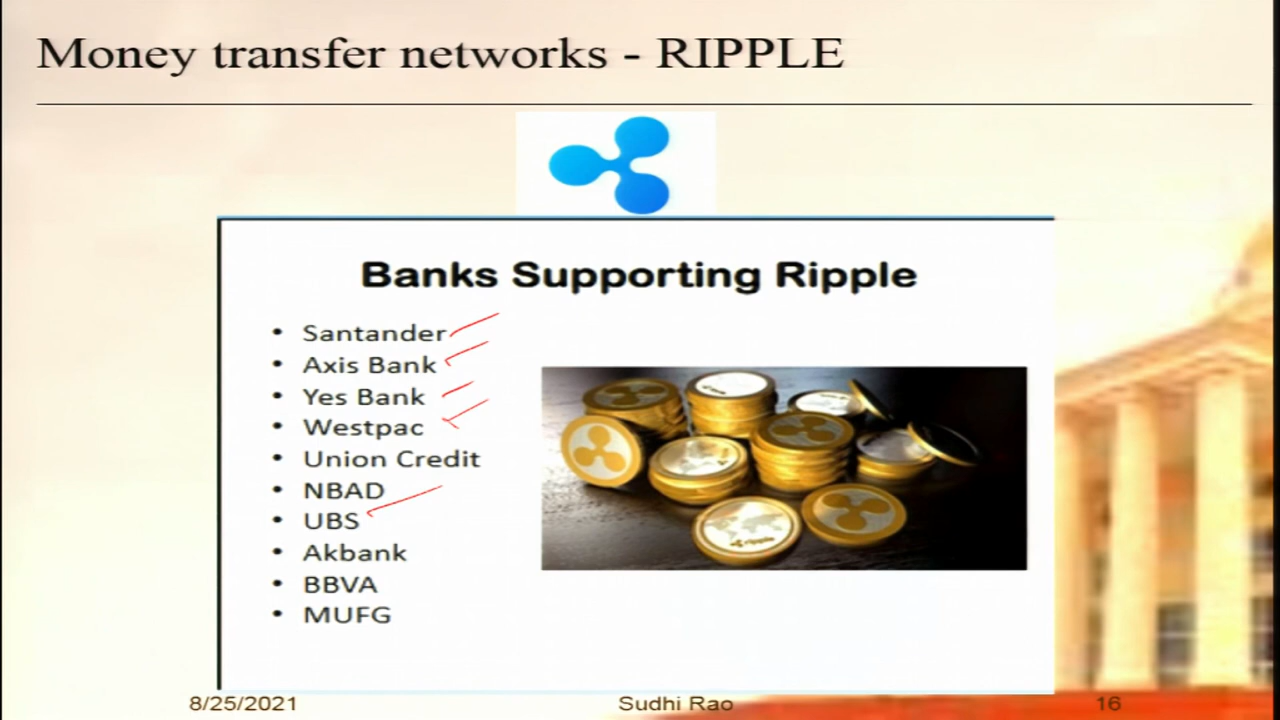 Money transfer networks - RIPPLE
Banks Supporting Ripple
• Santander
• Axis Bank
• Yes Bank
• Westpac
• Union Credit
• NBAD
• UBS
• Akbank
• BBVA
• MUFG
ripple
8/25/2021 Sudhi Rao 16